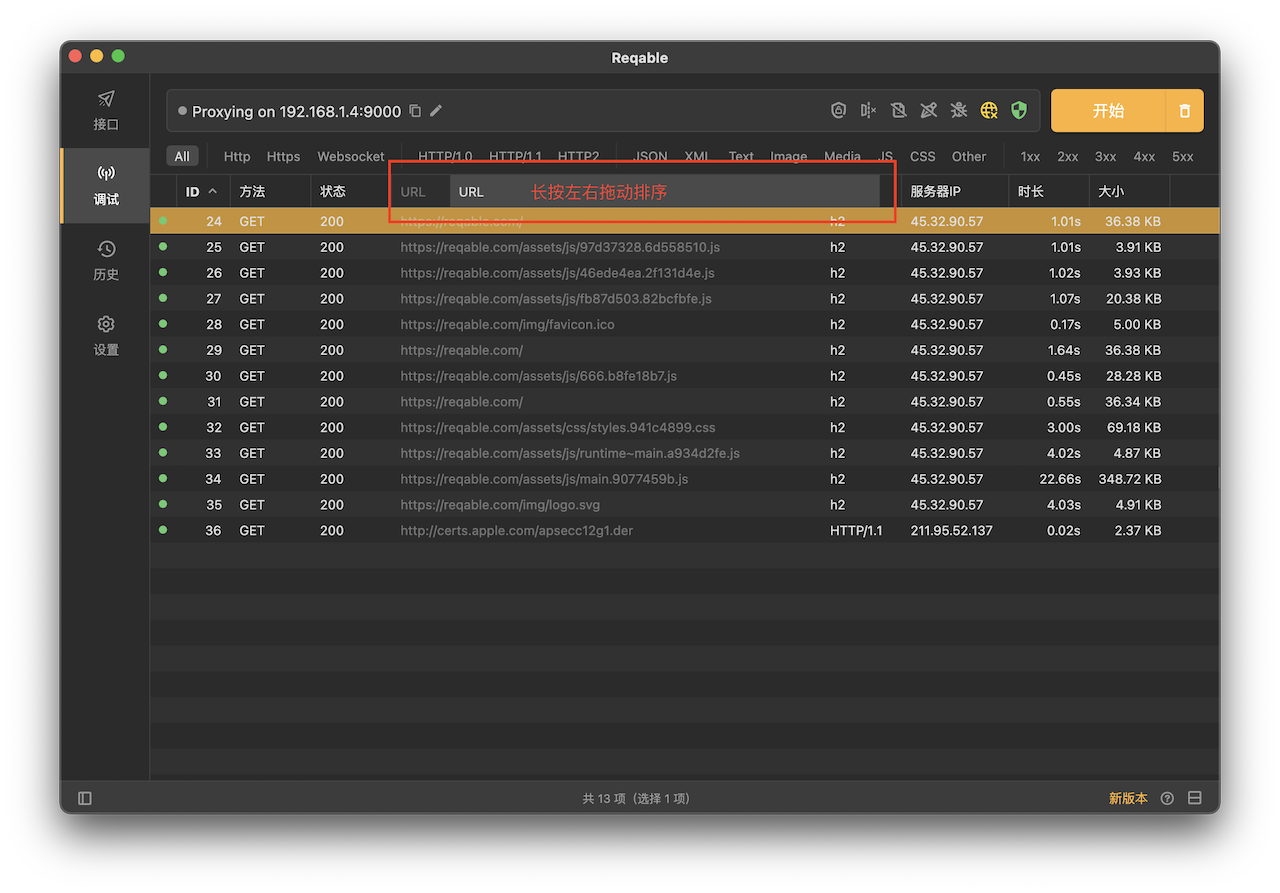 Reqable
接口
调试
历史
设置
Proxying on 192.168.1.4:9000
开始
All Http Https Websocket HTTP/1.0 HTTP/1.1 HTTP2 JSON XML Text Image Media JS CSS Other 1xx 2xx 3xx 4xx 5xx
ID 方法 状态 URL URL 长按左右拖动排序 服务器IP 时长 大小
24 GET 200 https://reqable.com/ h2 45.32.90.57 1.01s 36.38 KB
25 GET 200 https://reqable.com/assets/js/97d37328.6d558510.js h2 45.32.90.57 1.01s 3.91 KB
26 GET 200 https://reqable.com/assets/js/46ede4ea.2f131d4e.js h2 45.32.90.57 1.02s 3.93 KB
27 GET 200 https://reqable.com/assets/js/fb87d503.82bcfbfe.js h2 45.32.90.57 1.07s 20.38 KB
28 GET 200 https://reqable.com/img/favicon.ico h2 45.32.90.57 0.17s 5.00 KB
29 GET 200 https://reqable.com/ h2 45.32.90.57 1.64s 36.38 KB
30 GET 200 https://reqable.com/assets/js/666.b8fe18b7.js h2 45.32.90.57 0.45s 28.28 KB
31 GET 200 https://reqable.com/ h2 45.32.90.57 0.55s 36.34 KB
32 GET 200 https://reqable.com/assets/css/styles.941c4899.css h2 45.32.90.57 3.00s 69.18 KB
33 GET 200 https://reqable.com/assets/js/runtime~main.a934d2fe.js h2 45.32.90.57 4.02s 4.87 KB
34 GET 200 https://reqable.com/assets/js/main.9077459b.js h2 45.32.90.57 22.66s 348.72 KB
35 GET 200 https://reqable.com/img/logo.svg h2 45.32.90.57 4.03s 4.91 KB
36 GET 200 http://certs.apple.com/apsecc12g1.der HTTP/1.1 211.95.52.137 0.02s 2.37 KB
共 13 项（选择 1 项）
新版本